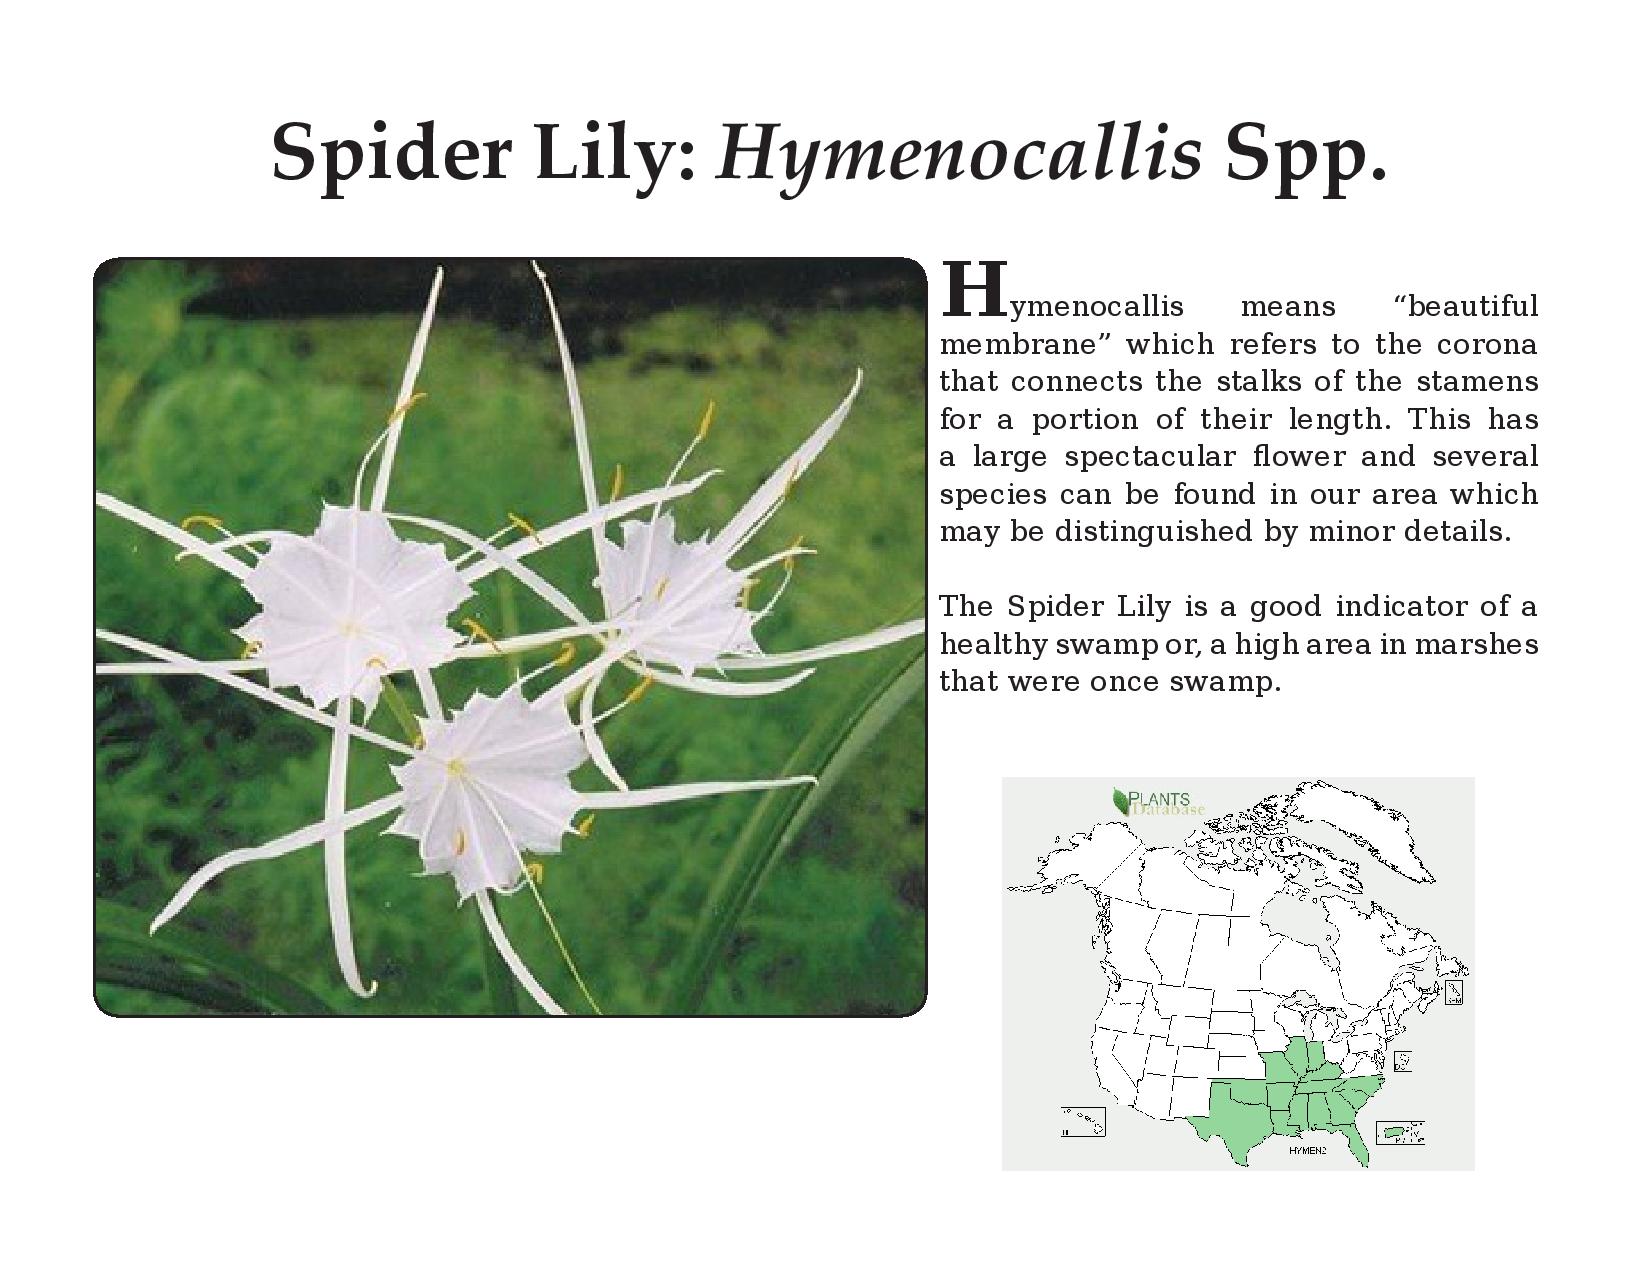 Spider Lily: Hymenocallis Spp.
Hymenocallis means “beautiful
membrane” which refers to the corona
that connects the stalks of the stamens
for a portion of their length. This has
a large spectacular flower and several
species can be found in our area which
may be distinguished by minor details.
The Spider Lily is a good indicator of a
healthy swamp or, a high area in marshes
that were once swamp.
PLANTS
Database
HYMEN2